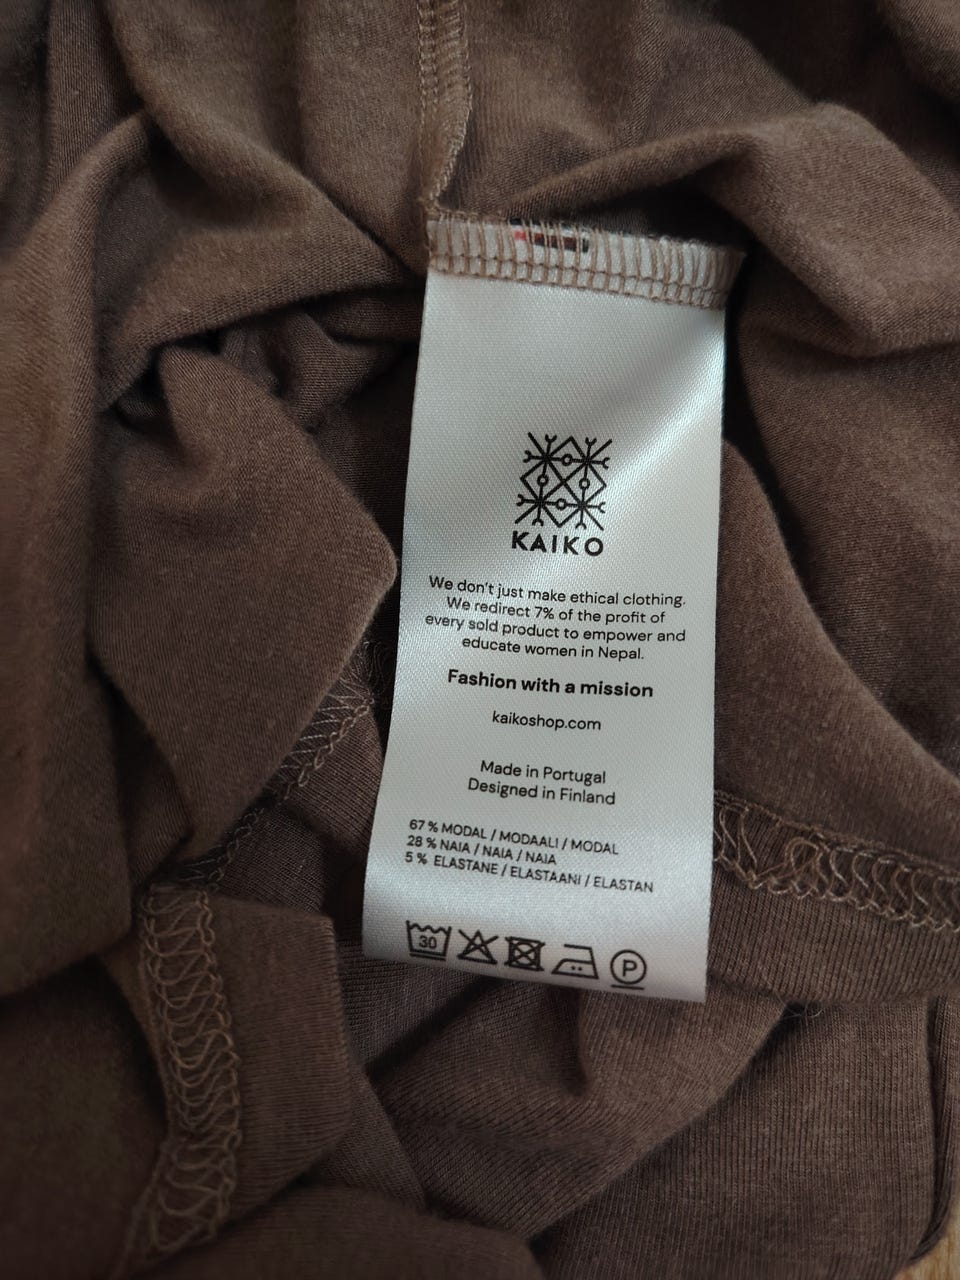 KAIKO
We don't just make ethical clothing.
We redirect 7% of the profit of
every sold product to empower and
educate women in Nepal.
Fashion with a mission
kaikoshop.com
Made in Portugal
Designed in Finland
67 % MODAL / MODAALI / MODAL
28 % NAIA / NAIA / NAIA
5 % ELASTANE / ELASTAANI / ELASTAN
30
P